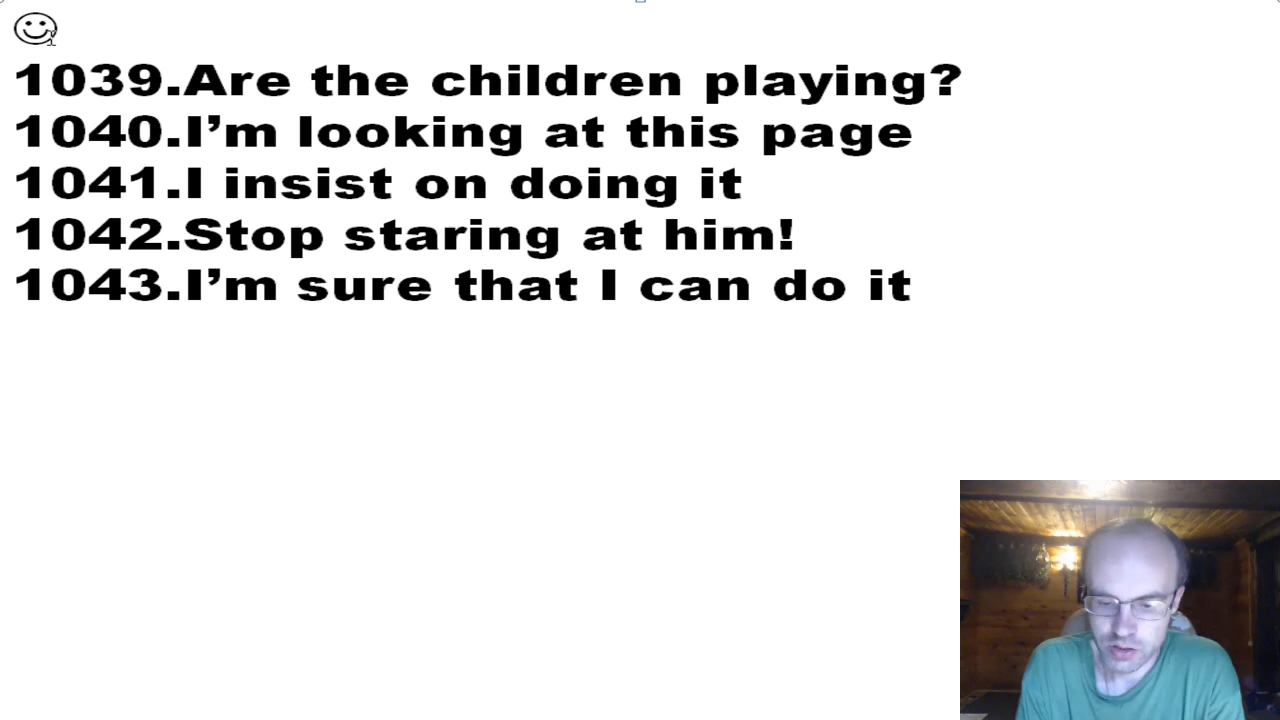 1039.Are the children playing?
1040.I’m looking at this page
1041.I insist on doing it
1042.Stop staring at him!
1043.I’m sure that I can do it